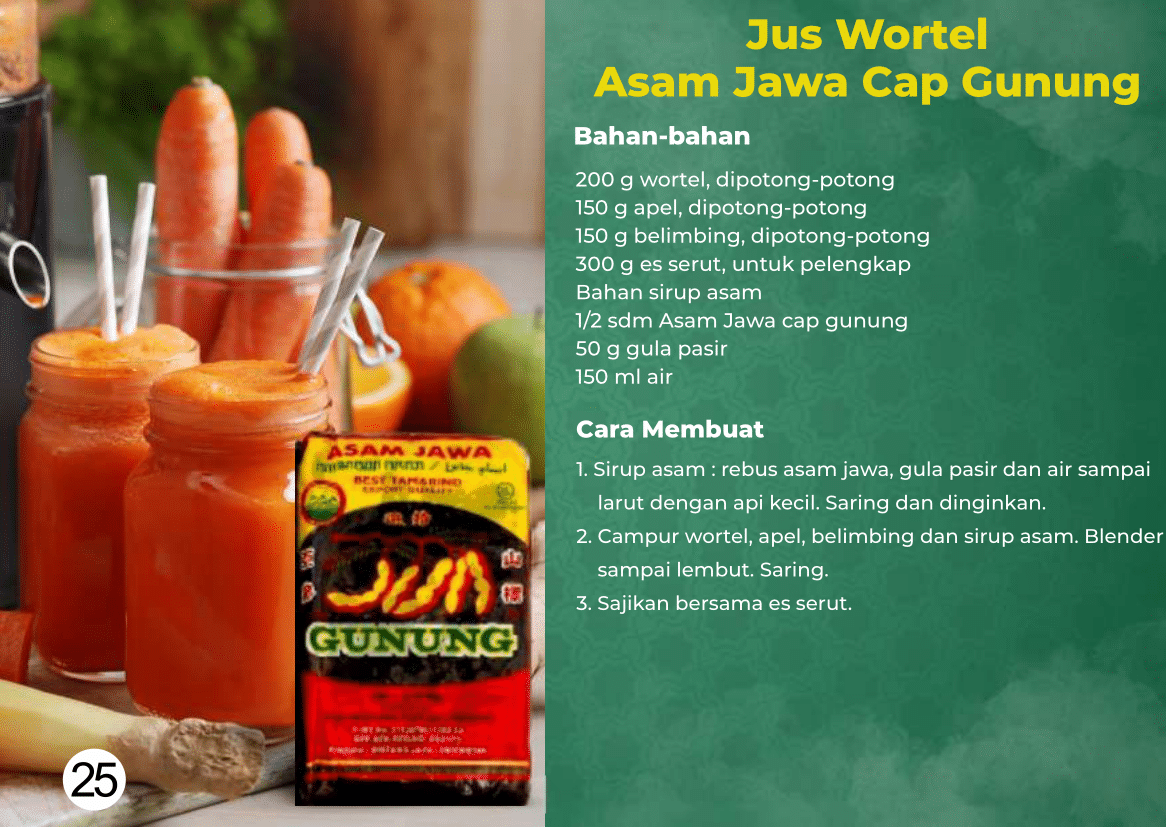 Jus Wortel
Asam Jawa Cap Gunung
Bahan-bahan
200 g wortel, dipotong-potong
150 g apel, dipotong-potong
150 g belimbing, dipotong-potong
300 g es serut, untuk pelengkap
Bahan sirup asam
1/2 sdm Asam Jawa cap gunung
50 g gula pasir
150 ml air
Cara Membuat
1. Sirup asam : rebus asam jawa, gula pasir dan air sampai
larut dengan api kecil. Saring dan dinginkan.
2. Campur wortel, apel, belimbing dan sirup asam. Blender
sampai lembut. Saring.
3. Sajikan bersama es serut.
ASAM JAWA
BEST TAMARIND
EXPORT QUALITY
GUNUNG
25